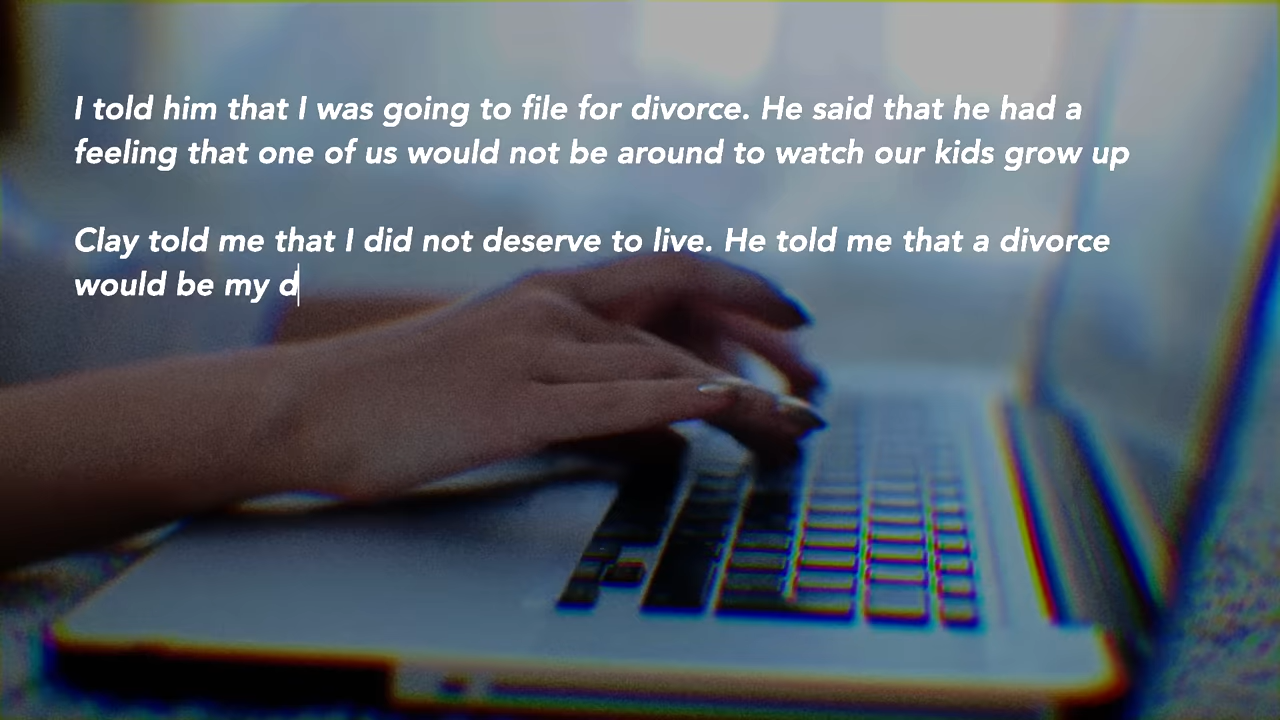 I told him that I was going to file for divorce. He said that he had a
feeling that one of us would not be around to watch our kids grow up
Clay told me that I did not deserve to live. He told me that a divorce
would be my d